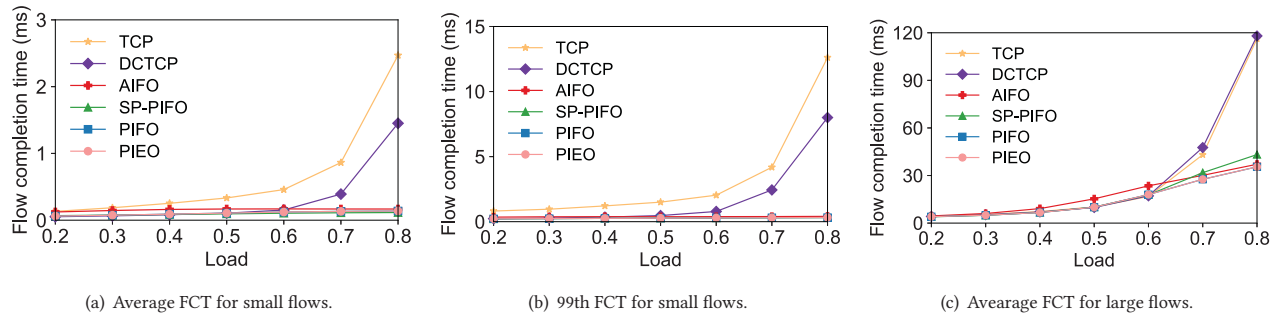 Flow completion time (ms)
3
2
1
0
TCP
DCTCP
AIFO
SP-PIFO
PIFO
PIEO
0.2 0.3 0.4 0.5 0.6 0.7 0.8
Load
(a) Average FCT for small flows.
Flow completion time (ms)
15
10
5
0
TCP
DCTCP
AIFO
SP-PIFO
PIFO
PIEO
0.2 0.3 0.4 0.5 0.6 0.7 0.8
Load
(b) 99th FCT for small flows.
Flow completion time (ms)
120
90
60
30
0
TCP
DCTCP
AIFO
SP-PIFO
PIFO
PIEO
0.2 0.3 0.4 0.5 0.6 0.7 0.8
Load
(c) Avearage FCT for large flows.